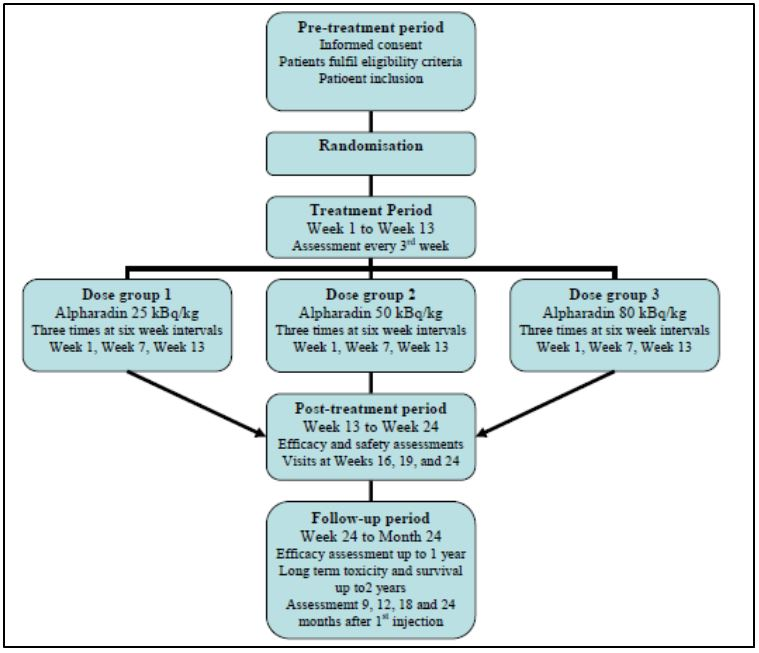 Pre-treatment period
Informed consent
Patients fulfil eligibility criteria
Patioent inclusion
Randomisation
Treatment Period
Week 1 to Week 13
Assessment every 3rd week
Dose group 1
Alpharadin 25 kBq/kg
Three times at six week intervals
Week 1, Week 7, Week 13
Dose group 2
Alpharadin 50 kBq/kg
Three times at six week intervals
Week 1, Week 7, Week 13
Dose group 3
Alpharadin 80 kBq/kg
Three times at six week intervals
Week 1, Week 7, Week 13
Post-treatment period
Week 13 to Week 24
Efficacy and safety assessments
Visits at Weeks 16, 19, and 24
Follow-up period
Week 24 to Month 24
Efficacy assessment up to 1 year
Long term toxicity and survival
up to2 years
Assessmemt 9, 12, 18 and 24
months after 1st injection